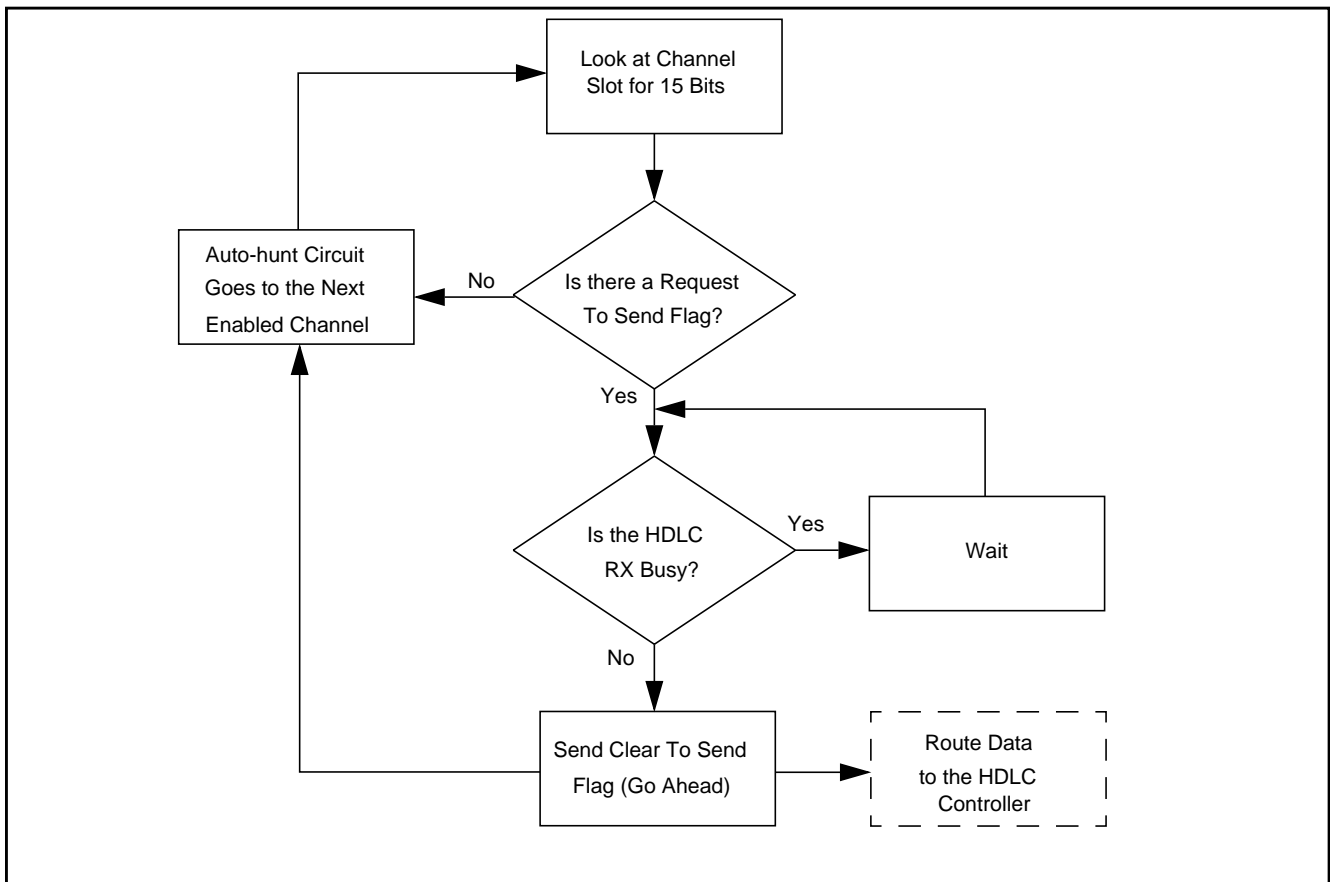 Look at Channel
Slot for 15 Bits
Auto-hunt Circuit
Goes to the Next
Enabled Channel
No
Is there a Request
To Send Flag?
Yes
Is the HDLC
RX Busy?
Yes
Wait
No
Send Clear To Send
Flag (Go Ahead)
Route Data
to the HDLC
Controller